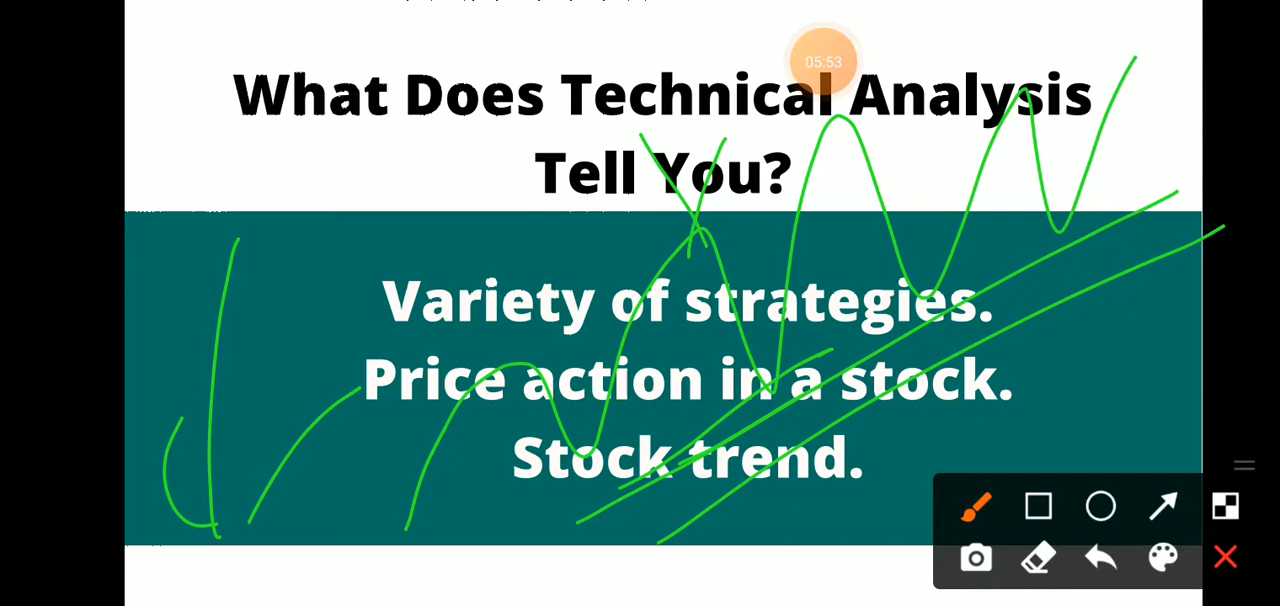 05:53
What Does Technical Analysis
Tell You?
Variety of strategies.
Price action in a stock.
Stock trend.